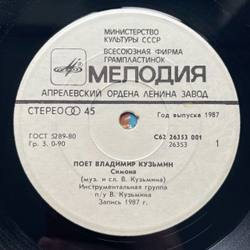 МИНИСТЕРСТВО
КУЛЬТУРЫ СССР
ВСЕСОЮЗНАЯ ФИРМА
ГРАМПЛАСТИНОК
МЕЛОДИЯ
АПРЕЛЕВСКИЙ ОРДЕНА ЛЕНИНА ЗАВОД
СТЕРЕО 45
Год выпуска 1987
ГОСТ 5289-80
Гр. 3. 0-90
С62 26353 001
26353
1
ПОЕТ ВЛАДИМИР КУЗЬМИН
Симона
(муз. и сл. В. Кузьмина)
Инструментальная группа
п/у В. Кузьмина
Запись 1987 г.